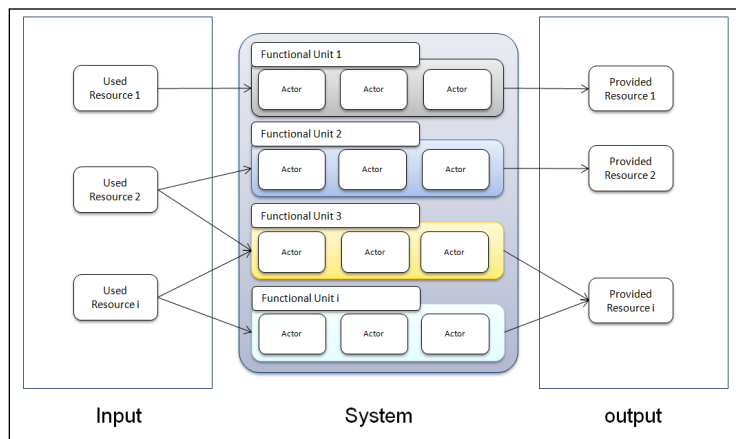 Functional Unit 1
Used
Resource 1
Actor
Actor
Actor
Provided
Resource 1
Functional Unit 2
Used
Resource 2
Actor
Actor
Actor
Provided
Resource 2
Functional Unit 3
Actor
Actor
Actor
Used
Resource i
Functional Unit i
Provided
Resource i
Actor
Actor
Actor
Input
System
output